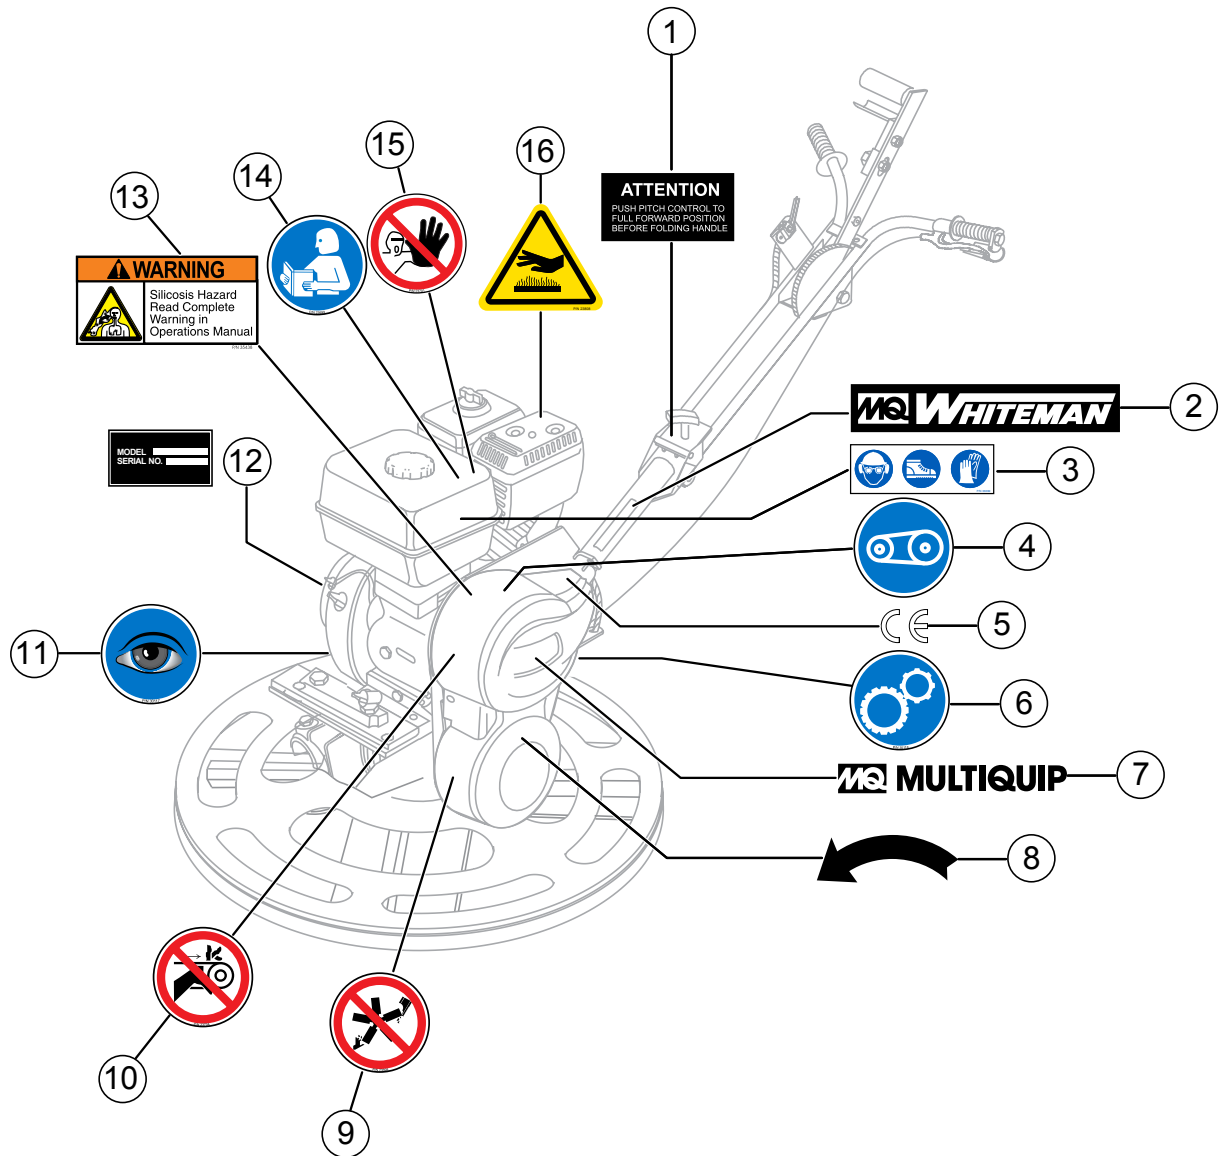 1
15
16
14
13
ATTENTION
PUSH PITCH CONTROL TO
FULL FORWARD POSITION
BEFORE FOLDING HANDLE
WARNING
Silicosis Hazard
Read Complete
Warning in
Operations Manual
P/N 35438
MQ WHITEMAN
2
MODEL
SERIAL NO.
12
3
4
CE
5
11
6
MQ MULTIQUIP
7
8
10
9